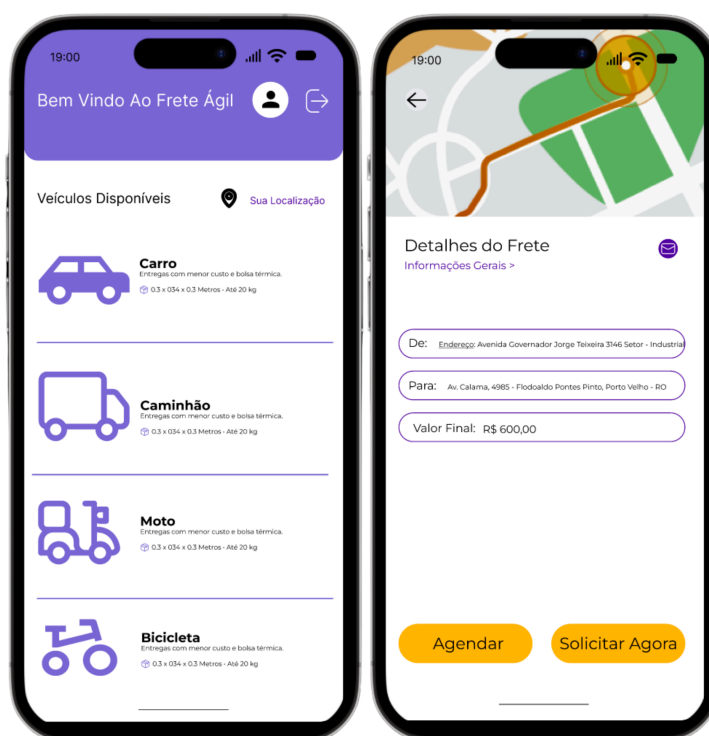 19:00
Bem Vindo Ao Frete Ágil
Veículos Disponíveis
Sua Localização
Carro
Entregas com menor custo e bolsa térmica.
0.3 x 034 x 0.3 Metros - Até 20 kg
Caminhão
Entregas com menor custo e bolsa térmica.
0.3 x 034 x 0.3 Metros - Até 20 kg
Moto
Entregas com menor custo e bolsa térmica.
0.3 x 034 x 0.3 Metros - Até 20 kg
Bicicleta
Entregas com menor custo e bolsa térmica.
0.3 x 034 x 0.3 Metros - Até 20 kg
19:00
Detalhes do Frete
Informações Gerais >
De: Endereço: Avenida Governador Jorge Teixeira 3146 Setor - Industrial
Para: Av. Calama, 4985 - Flodoaldo Pontes Pinto, Porto Velho - RO
Valor Final: R$ 600,00
Agendar
Solicitar Agora